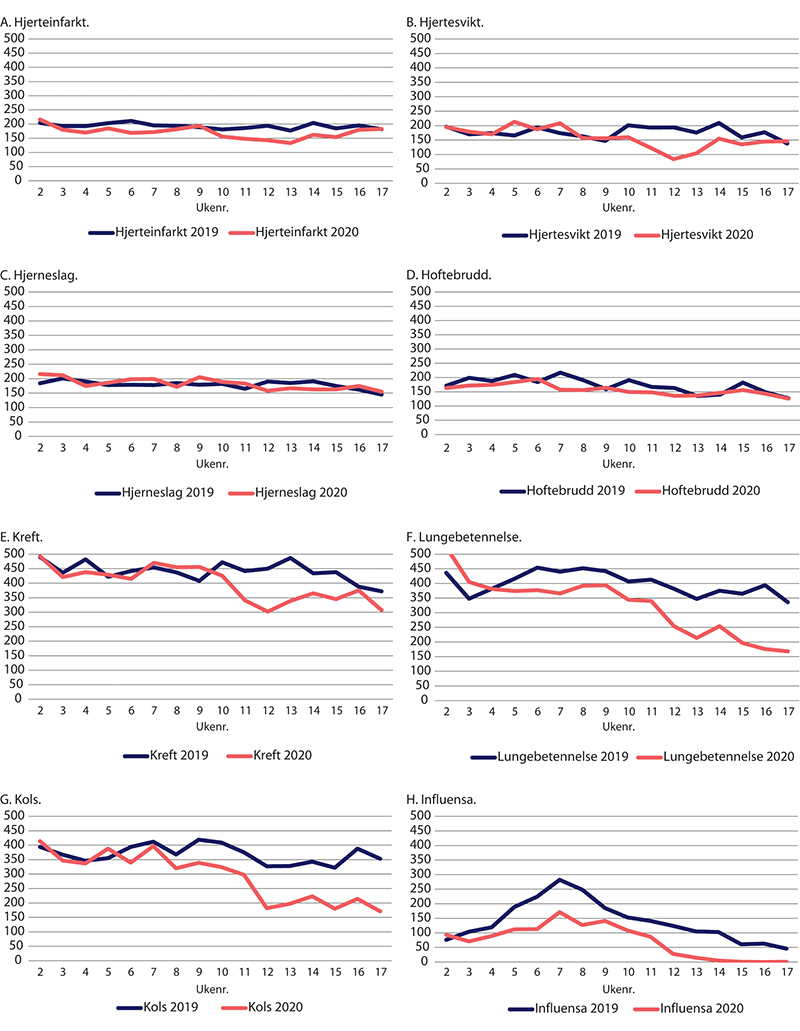 A. Hjerteinfarkt.
500
450
400
350
300
250
200
150
100
50
0
2 3 4 5 6 7 8 9 10 11 12 13 14 15 16 17
Ukenr.
Hjerteinfarkt 2019 Hjerteinfarkt 2020
B. Hjertesvikt.
500
450
400
350
300
250
200
150
100
50
0
2 3 4 5 6 7 8 9 10 11 12 13 14 15 16 17
Ukenr.
Hjertesvikt 2019 Hjertesvikt 2020
C. Hjerneslag.
500
450
400
350
300
250
200
150
100
50
0
2 3 4 5 6 7 8 9 10 11 12 13 14 15 16 17
Ukenr.
Hjerneslag 2019 Hjerneslag 2020
D. Hoftebrudd.
500
450
400
350
300
250
200
150
100
50
0
2 3 4 5 6 7 8 9 10 11 12 13 14 15 16 17
Ukenr.
Hoftebrudd 2019 Hoftebrudd 2020
E. Kreft.
500
450
400
350
300
250
200
150
100
50
0
2 3 4 5 6 7 8 9 10 11 12 13 14 15 16 17
Ukenr.
Kreft 2019 Kreft 2020
F. Lungebetennelse.
500
450
400
350
300
250
200
150
100
50
0
2 3 4 5 6 7 8 9 10 11 12 13 14 15 16 17
Ukenr.
Lungebetennelse 2019 Lungebetennelse 2020
G. Kols.
500
450
400
350
300
250
200
150
100
50
0
2 3 4 5 6 7 8 9 10 11 12 13 14 15 16 17
Ukenr.
Kols 2019 Kols 2020
H. Influensa.
500
450
400
350
300
250
200
150
100
50
0
2 3 4 5 6 7 8 9 10 11 12 13 14 15 16 17
Ukenr.
Influensa 2019 Influensa 2020